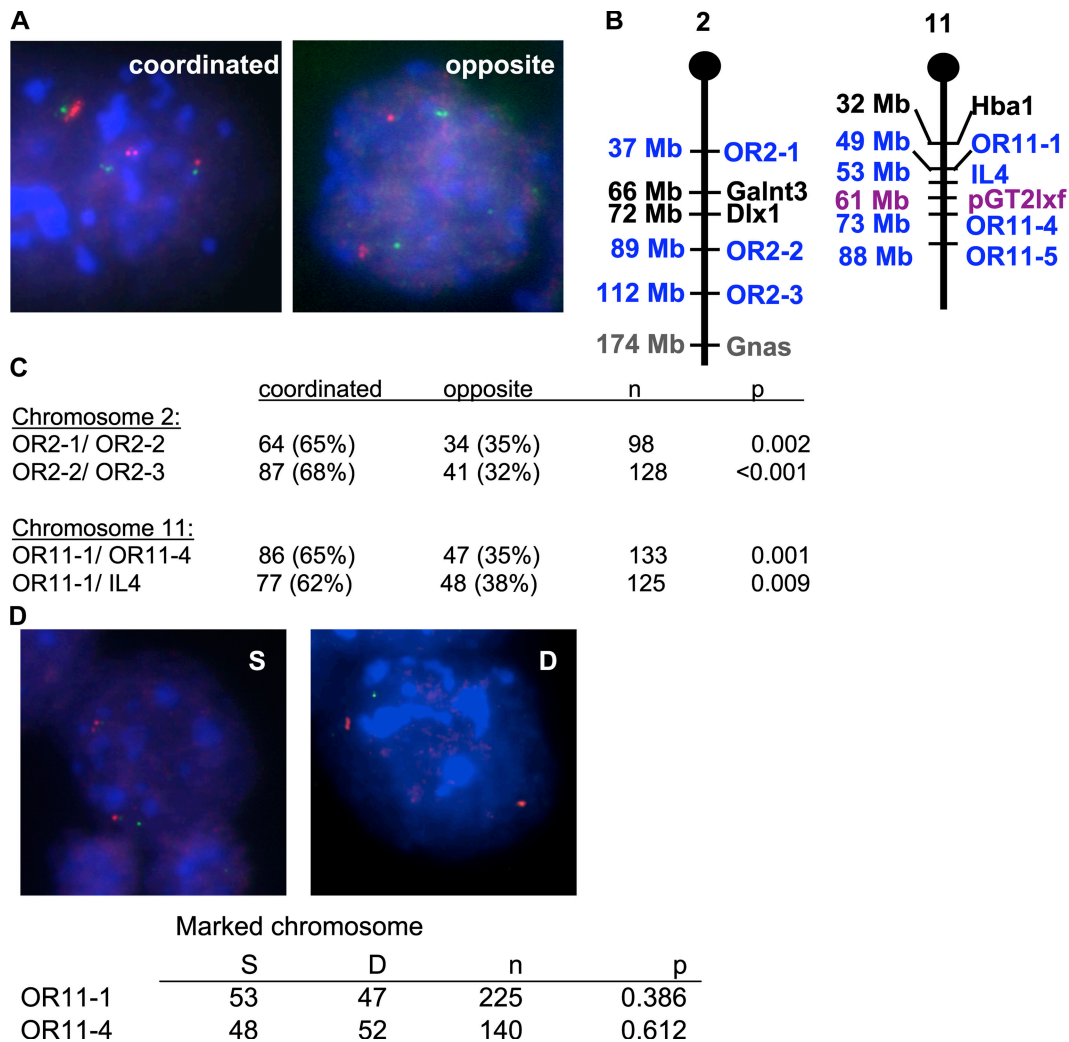 A
coordinated
opposite
B
2
11
37 Mb OR2-1
66 Mb Galnt3
72 Mb Dlx1
89 Mb OR2-2
112 Mb OR2-3
174 Mb Gnas
32 Mb Hba1
49 Mb OR11-1
53 Mb IL4
61 Mb pGT2lxf
73 Mb OR11-4
88 Mb OR11-5
C
coordinated opposite n p
Chromosome 2:
OR2-1/ OR2-2 64 (65%) 34 (35%) 98 0.002
OR2-2/ OR2-3 87 (68%) 41 (32%) 128 <0.001
Chromosome 11:
OR11-1/ OR11-4 86 (65%) 47 (35%) 133 0.001
OR11-1/ IL4 77 (62%) 48 (38%) 125 0.009
D
S
D
Marked chromosome
S D n p
OR11-1 53 47 225 0.386
OR11-4 48 52 140 0.612